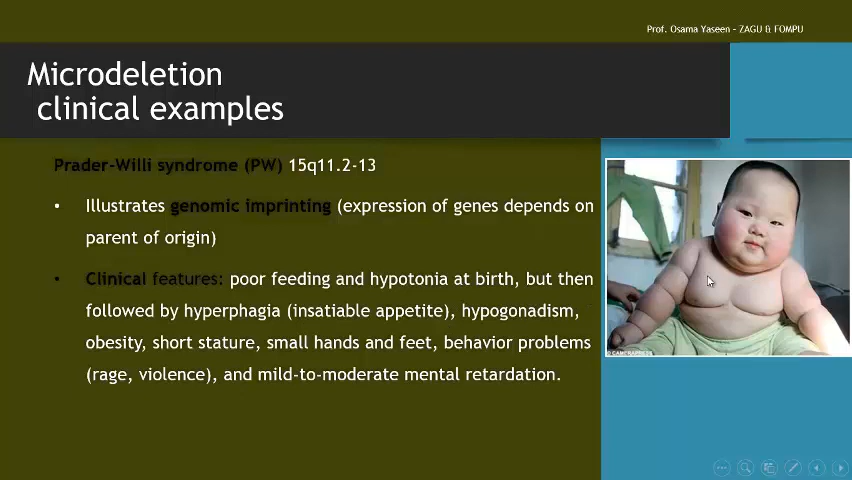 Prof. Osama Yaseen – ZAGU & FOMPU
Microdeletion
clinical examples
Prader-Willi syndrome (PW) 15q11.2-13
• Illustrates genomic imprinting (expression of genes depends on
parent of origin)
• Clinical features: poor feeding and hypotonia at birth, but then
followed by hyperphagia (insatiable appetite), hypogonadism,
obesity, short stature, small hands and feet, behavior problems
(rage, violence), and mild-to-moderate mental retardation.
© CAMERAPRESS